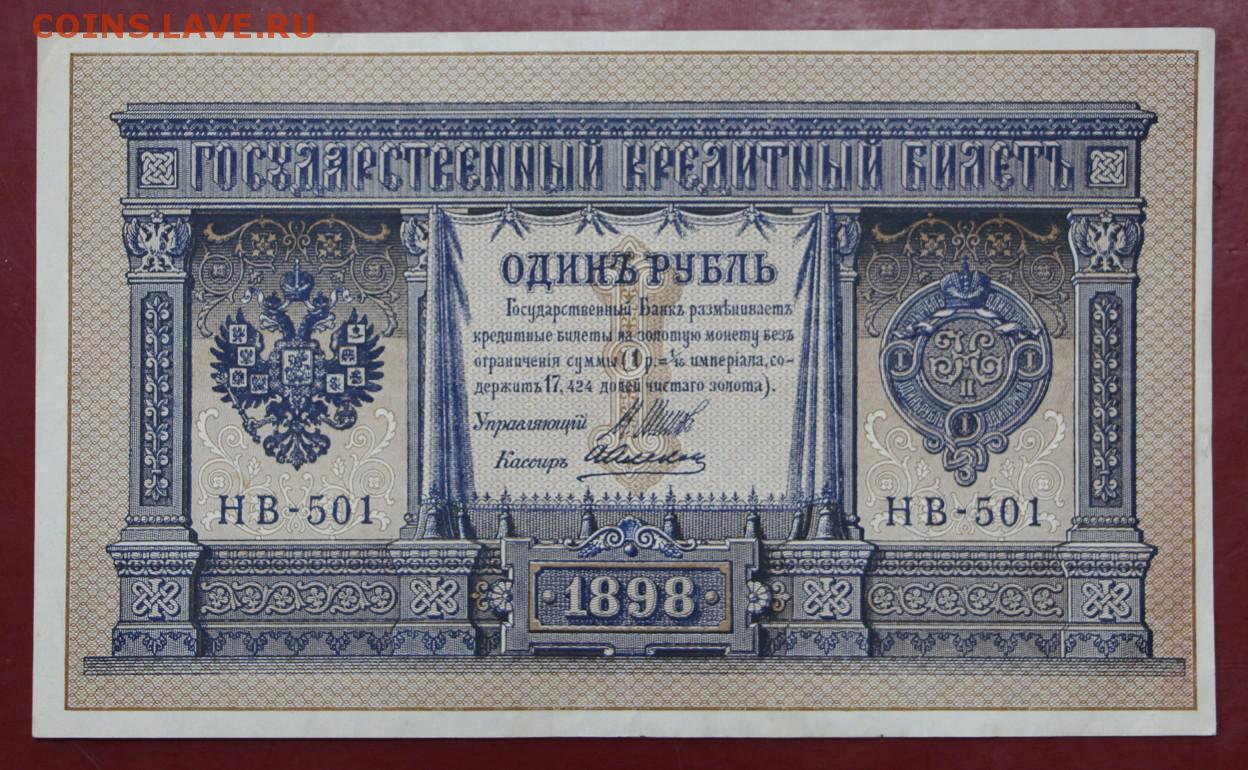 COINS.LAVE.RU
ГОСУДАРСТВЕННЫЙ КРЕДИТНЫЙ БИЛЕТЪ
ОДИНЪ РУБЛЬ
Государственный Банкъ размѣниваетъ
кредитные билеты на золотую монету безъ
ограниченія суммы (1 р. = 1/10 имперіала, со-
держитъ 17,424 долей чистаго золота).
Управляющій
Кассиръ
НВ-501
НВ-501
1898